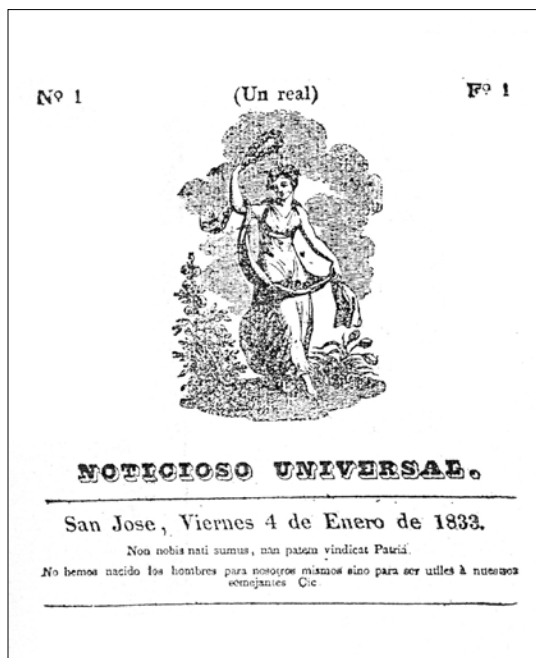 Nº 1 (Un real) Fº 1
NOTICIOSO UNIVERSAL.
San Jose, Viernes 4 de Enero de 1833.
Non nobis nati sumus, nan patem vindicat Patriá.
No hemos nacido los hombres para nosotros mismos sino para ser utiles à nuestros
semejantes Cic.